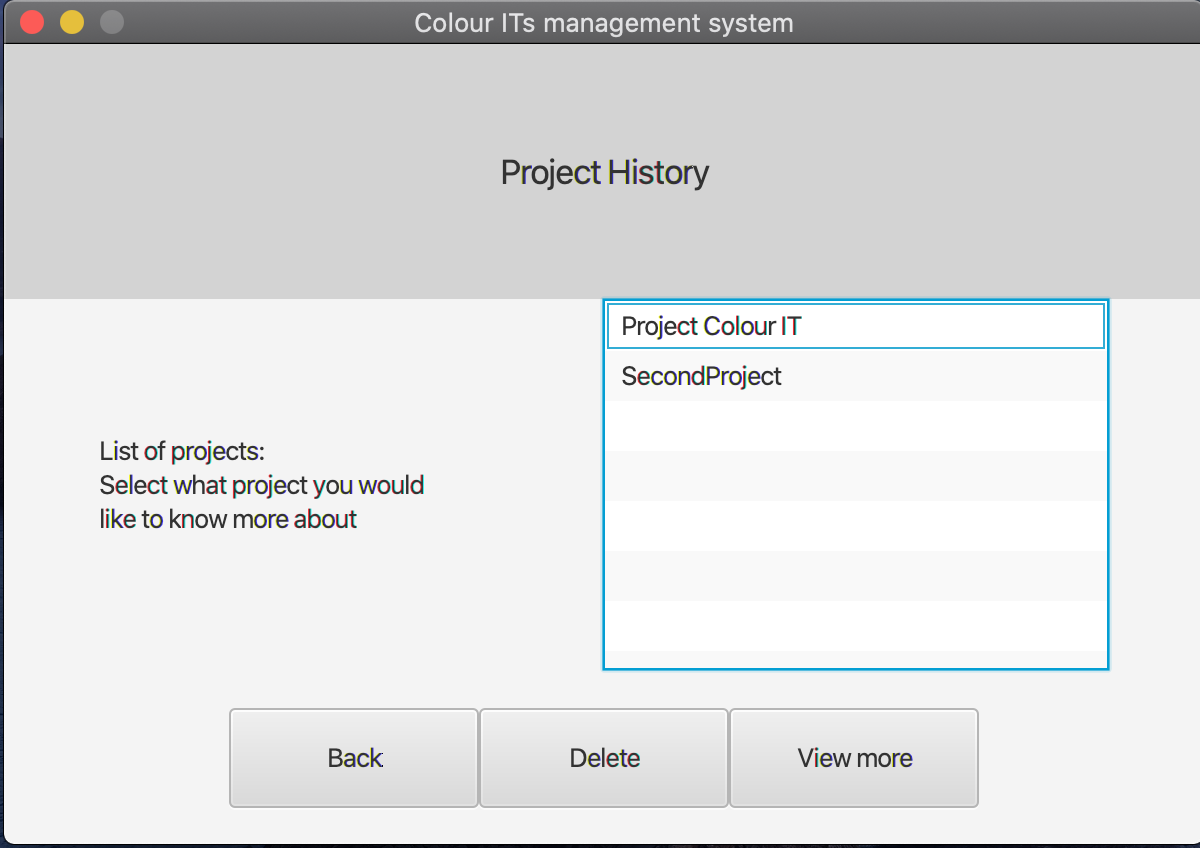 Colour ITs management system
Project History
List of projects:
Select what project you would
like to know more about
Project Colour IT
SecondProject
Back
Delete
View more